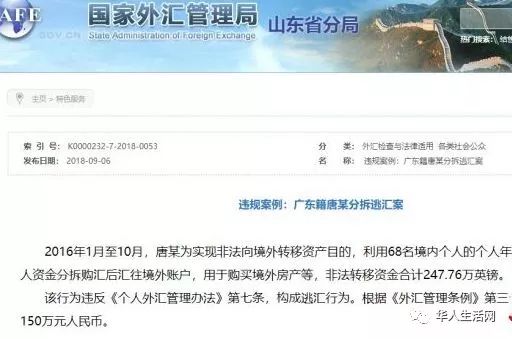 SAFE
.GOV.CN
国家外汇管理局 山东省分局
State Administration of Foreign Exchange
热门搜索：
主页 > 特色服务
索 引 号： K0000232-7-2018-0053
分 类： 外汇检查与法律适用 各类社会公众
发布日期： 2018-09-06
名 称： 违规案例：广东籍唐某分拆逃汇案
违规案例：广东籍唐某分拆逃汇案
2016年1月至10月，唐某为实现非法向境外转移资产目的，利用68名境内个人的个人年
人资金分拆购汇后汇往境外账户，用于购买境外房产等，非法转移资金合计247.76万英镑。
该行为违反《个人外汇管理办法》第七条，构成逃汇行为。根据《外汇管理条例》第三
150万元人民币。
华人生活网